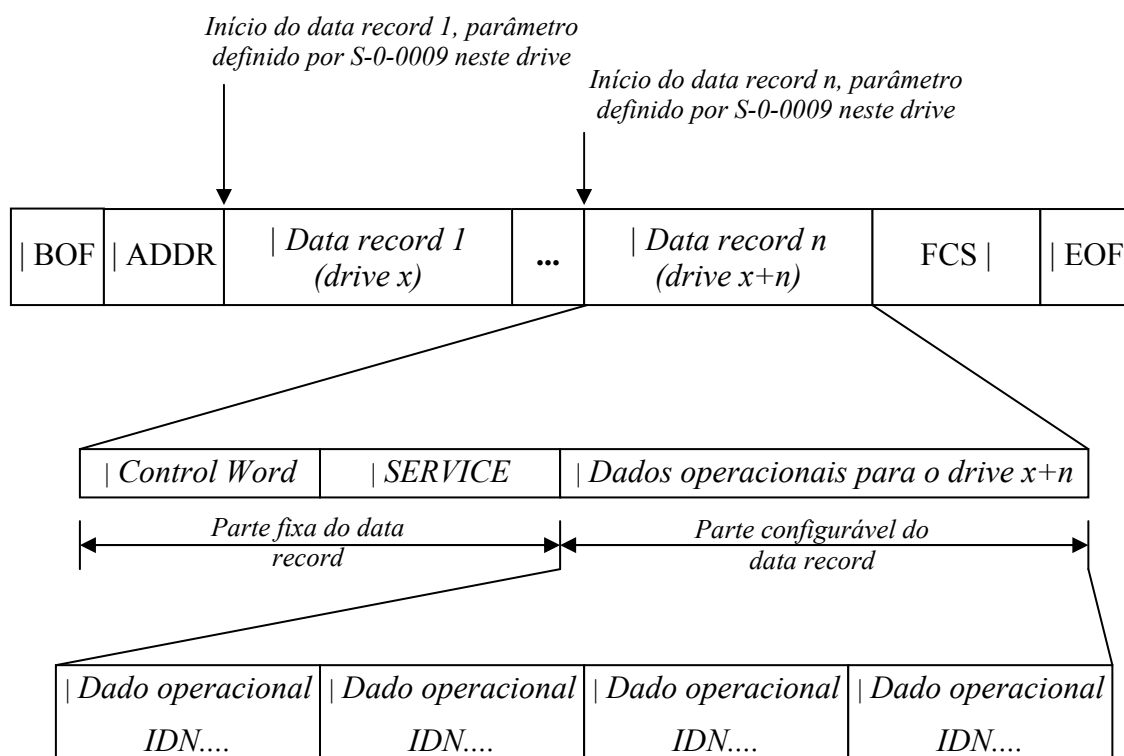 Início do data record 1, parâmetro
definido por S-0-0009 neste drive
Início do data record n, parâmetro
definido por S-0-0009 neste drive
| BOF
| ADDR
| Data record 1
(drive x)
...
| Data record n
(drive x+n)
FCS |
| EOF
| Control Word
| SERVICE
| Dados operacionais para o drive x+n
Parte fixa do data
record
Parte configurável do
data record
| Dado operacional
IDN....
| Dado operacional
IDN....
| Dado operacional
IDN....
| Dado operacional
IDN....